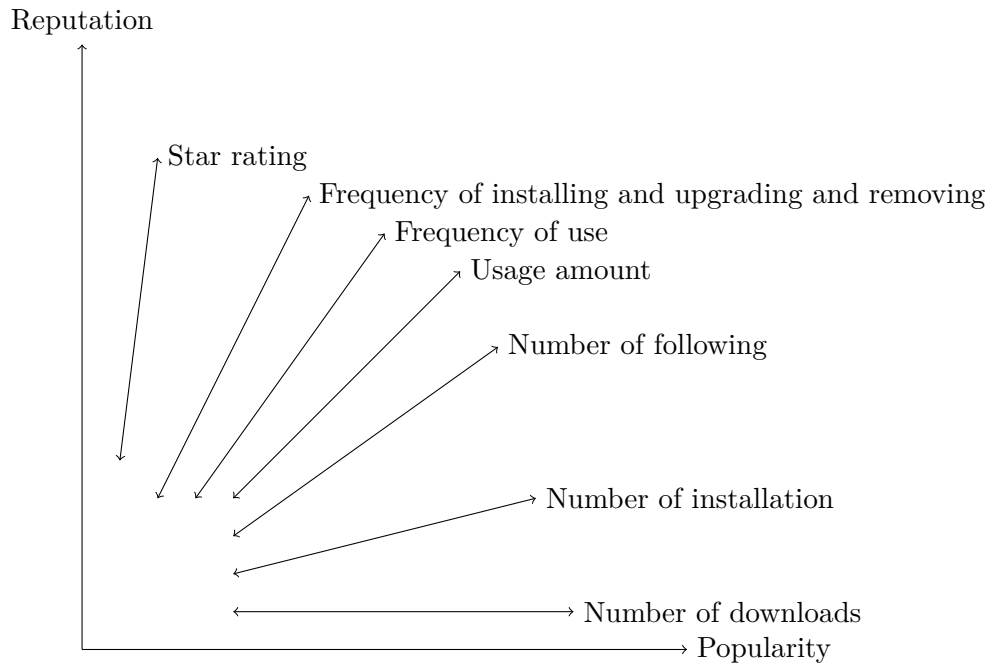 Reputation
Star rating
Frequency of installing and upgrading and removing
Frequency of use
Usage amount
Number of following
Number of installation
Number of downloads
Popularity